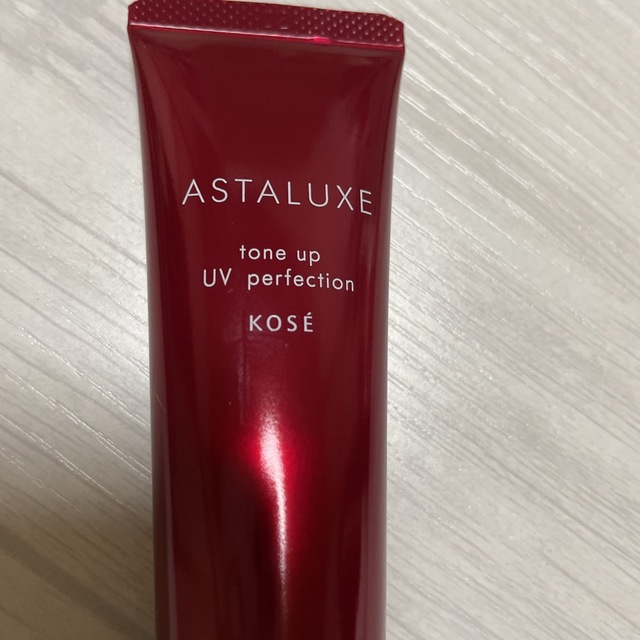 ASTALUXE
tone up
UV perfection
KOSÉ